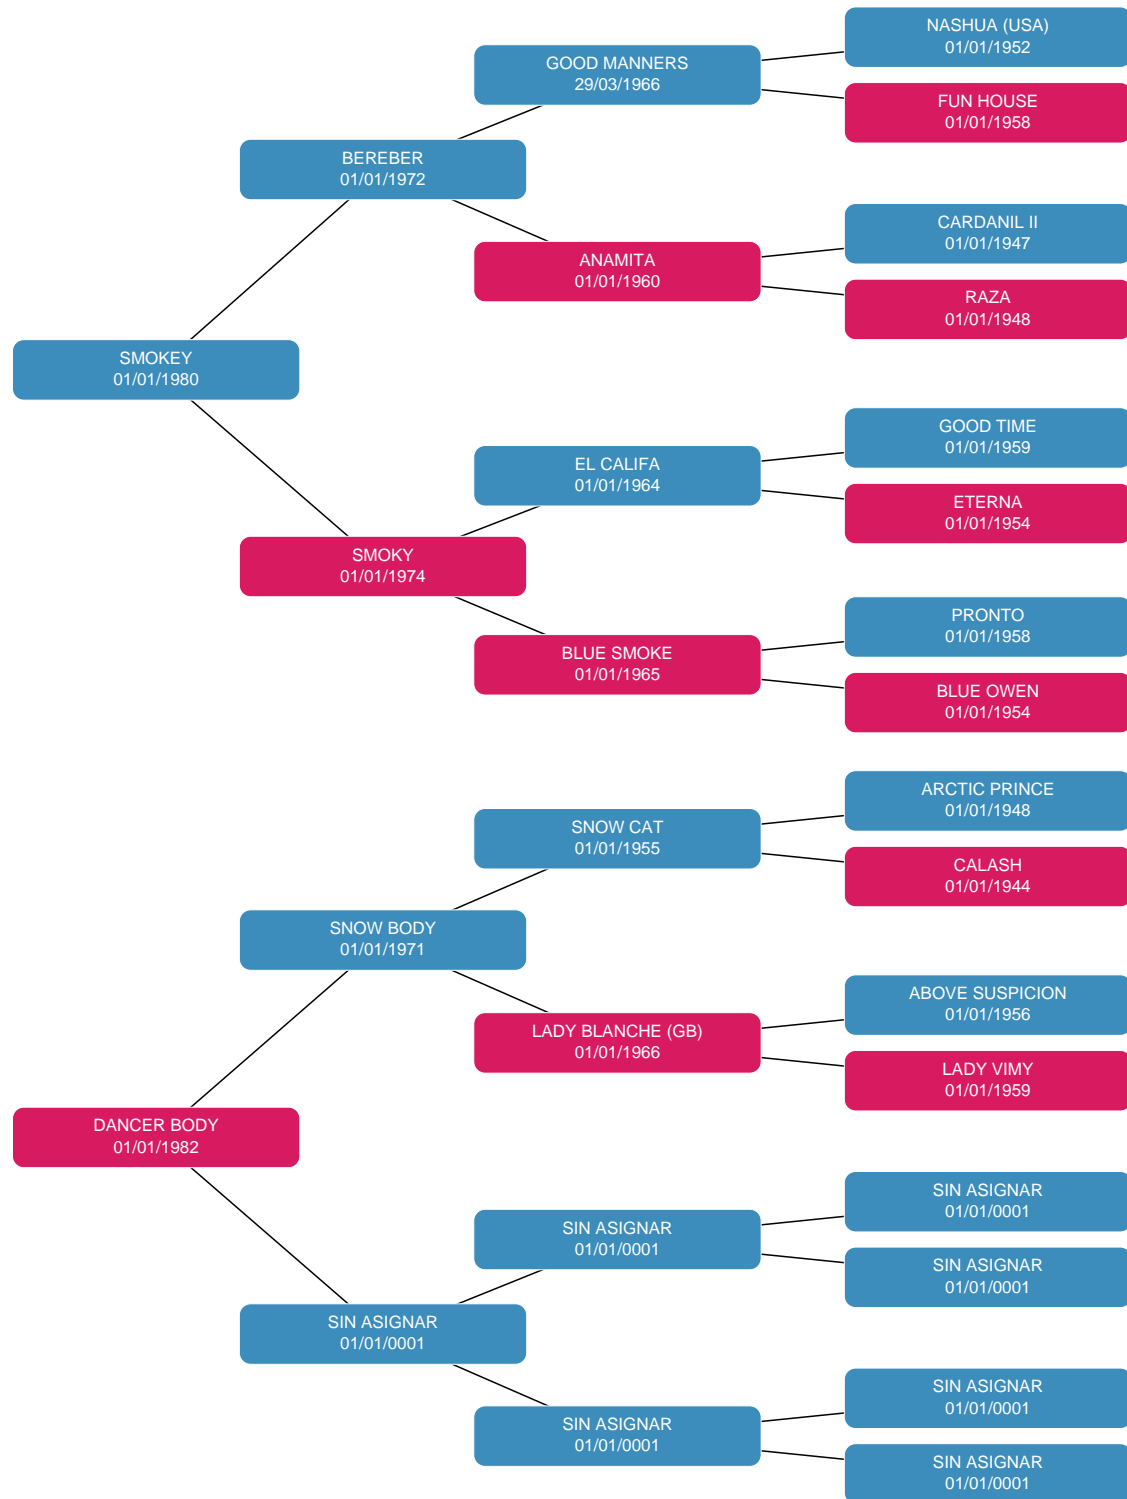 NASHUA (USA)
01/01/1952
GOOD MANNERS
29/03/1966
FUN HOUSE
01/01/1958
BEREBER
01/01/1972
CARDANIL II
01/01/1947
ANAMITA
01/01/1960
RAZA
01/01/1948
SMOKEY
01/01/1980
GOOD TIME
01/01/1959
EL CALIFA
01/01/1964
ETERNA
01/01/1954
SMOKY
01/01/1974
PRONTO
01/01/1958
BLUE SMOKE
01/01/1965
BLUE OWEN
01/01/1954
ARCTIC PRINCE
01/01/1948
SNOW CAT
01/01/1955
CALASH
01/01/1944
SNOW BODY
01/01/1971
ABOVE SUSPICION
01/01/1956
LADY BLANCHE (GB)
01/01/1966
LADY VIMY
01/01/1959
DANCER BODY
01/01/1982
SIN ASIGNAR
01/01/0001
SIN ASIGNAR
01/01/0001
SIN ASIGNAR
01/01/0001
SIN ASIGNAR
01/01/0001
SIN ASIGNAR
01/01/0001
SIN ASIGNAR
01/01/0001
SIN ASIGNAR
01/01/0001